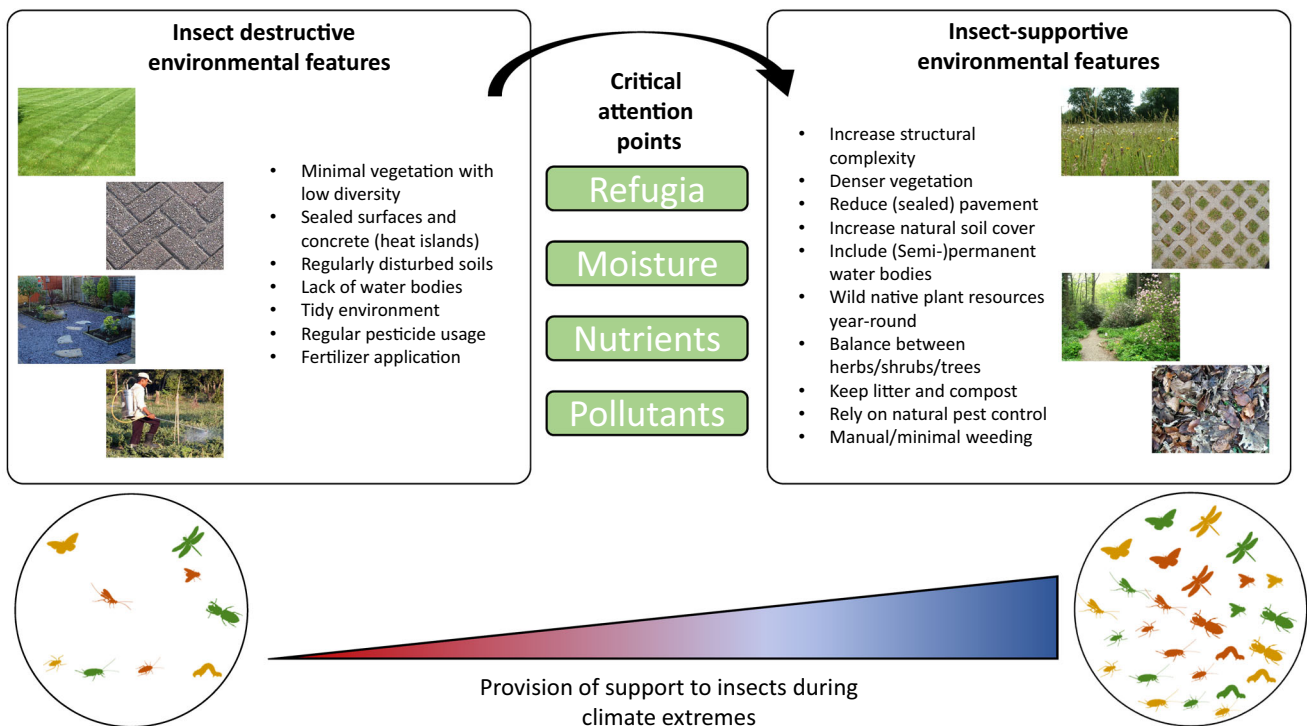 Insect destructive
environmental features
• Minimal vegetation with
low diversity
• Sealed surfaces and
concrete (heat islands)
• Regularly disturbed soils
• Lack of water bodies
• Tidy environment
• Regular pesticide usage
• Fertilizer application
Critical
attention
points
Refugia
Moisture
Nutrients
Pollutants
Insect-supportive
environmental features
• Increase structural
complexity
• Denser vegetation
• Reduce (sealed) pavement
• Increase natural soil cover
• Include (Semi-)permanent
water bodies
• Wild native plant resources
year-round
• Balance between
herbs/shrubs/trees
• Keep litter and compost
• Rely on natural pest control
• Manual/minimal weeding
Provision of support to insects during
climate extremes